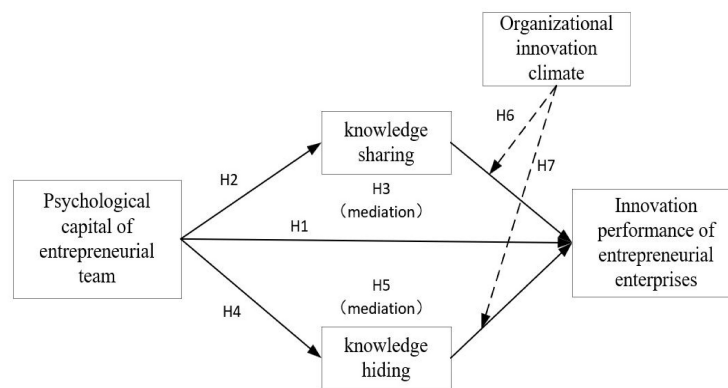 Organizational
innovation
climate
H6
knowledge
sharing
H7
H2
H3
（mediation）
Psychological
capital of
entrepreneurial
team
H1
Innovation
performance of
entrepreneurial
enterprises
H5
（mediation）
H4
knowledge
hiding